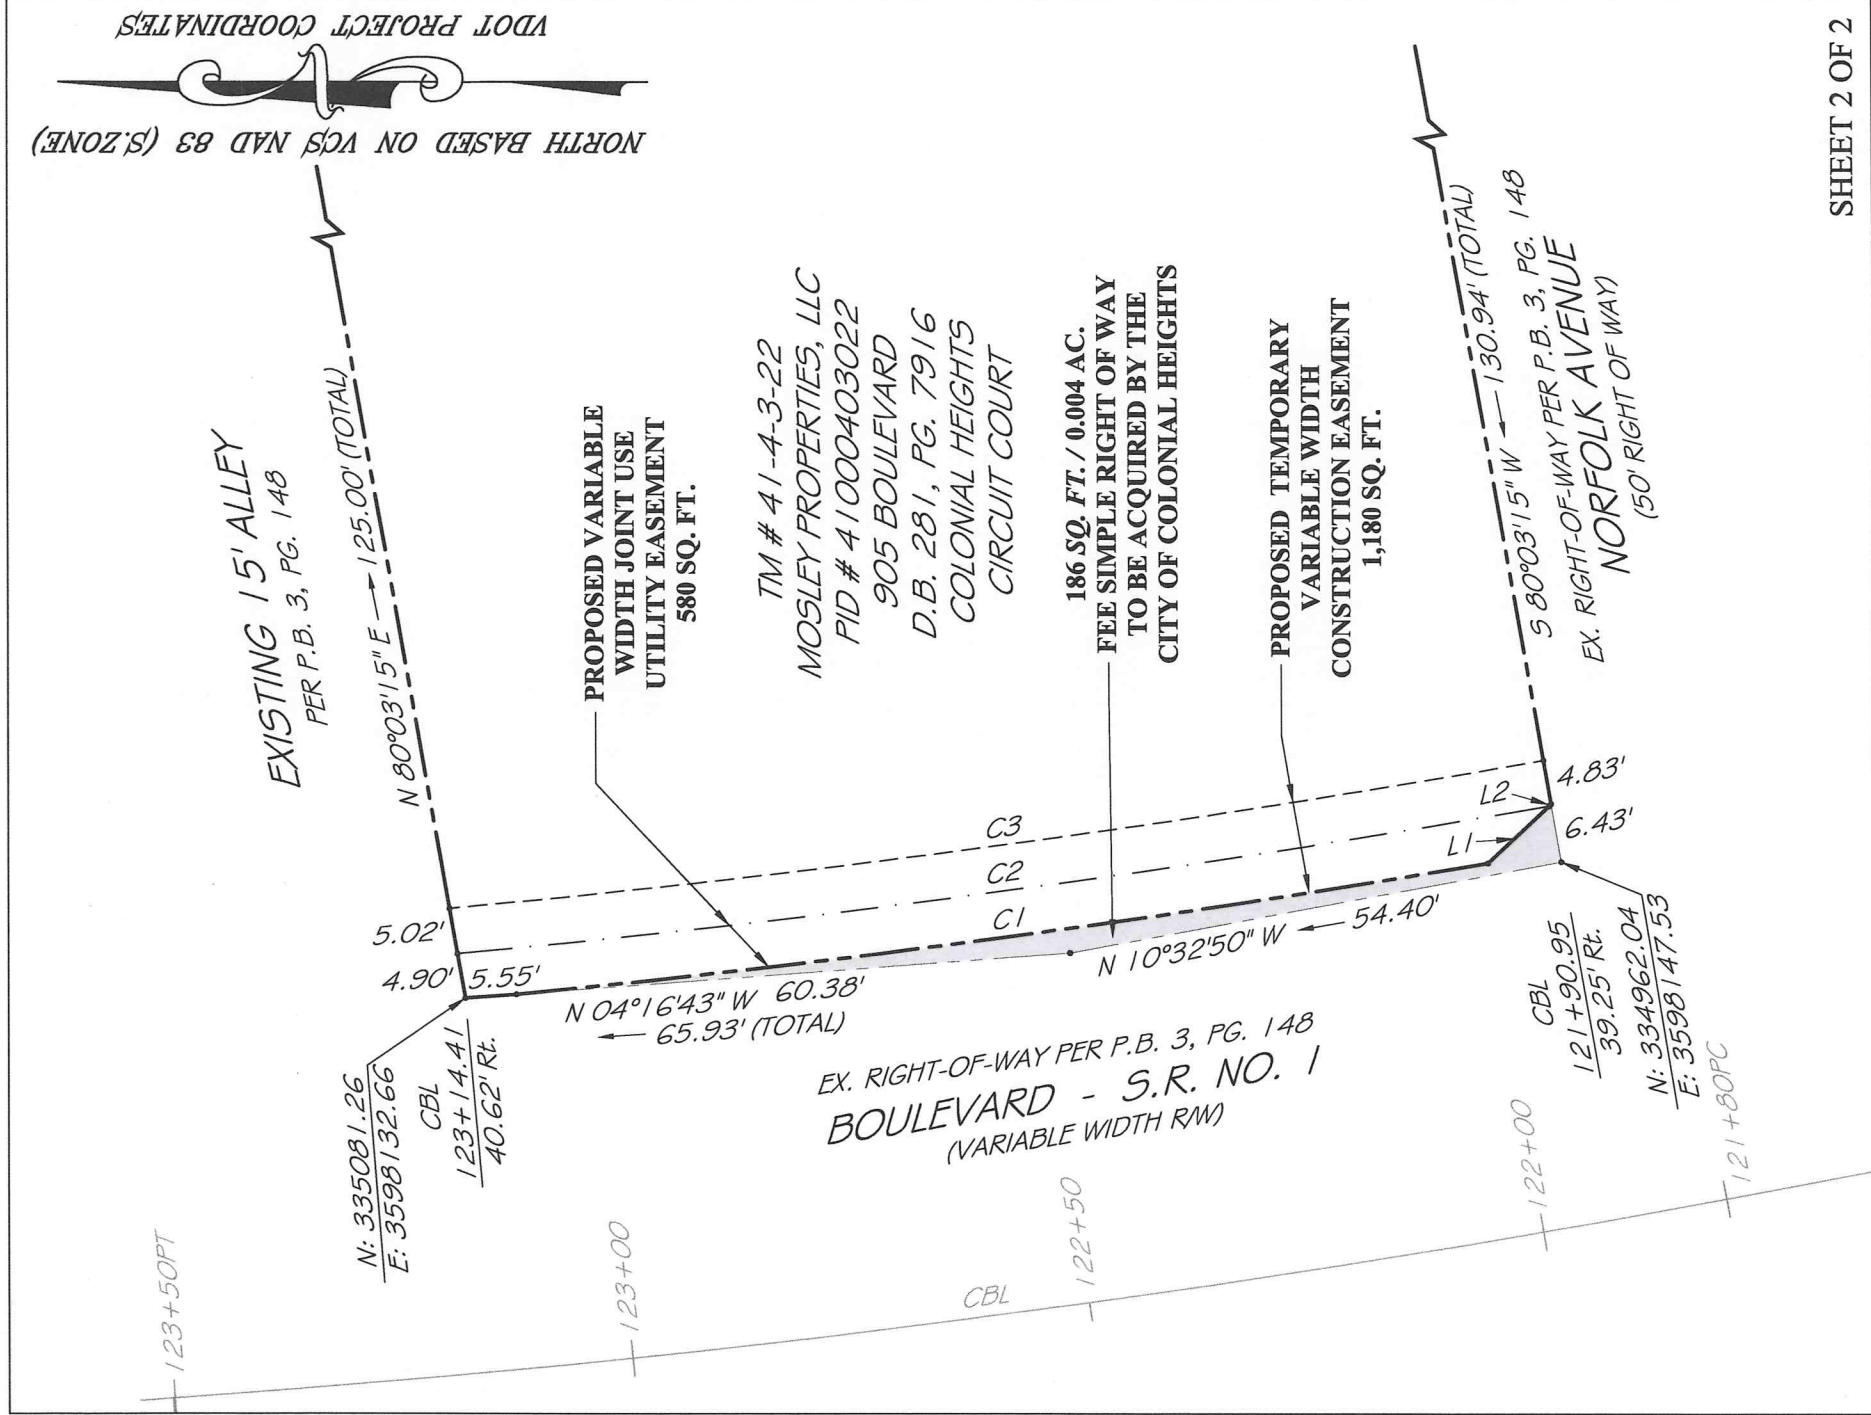 VDOT PROJECT COORDINATES
NORTH BASED ON VCS NAD 83 (S.ZONE)
EXISTING 15' ALLEY
PER P.B. 3, PG. 148
N 80°03'15" E 125.00' (TOTAL)
PROPOSED VARIABLE
WIDTH JOINT USE
UTILITY EASEMENT
580 SQ. FT.
TM # 41-4-3-22
MOSLEY PROPERTIES, LLC
PID # 41000403022
905 BOULEVARD
D.B. 281, PG. 7916
COLONIAL HEIGHTS
CIRCUIT COURT
186 SQ. FT. / 0.004 AC.
FEE SIMPLE RIGHT OF WAY
TO BE ACQUIRED BY THE
CITY OF COLONIAL HEIGHTS
PROPOSED TEMPORARY
VARIABLE WIDTH
CONSTRUCTION EASEMENT
1,180 SQ. FT.
S 80°03'15" W 130.94' (TOTAL)
EX. RIGHT-OF-WAY PER P.B. 3, PG. 148
NORFOLK AVENUE
(50' RIGHT OF WAY)
5.02'
4.90'
5.55'
C3
C2
C1
L2
L1
4.83'
6.43'
N 04°16'43" W 60.38'
65.93' (TOTAL)
N 10°32'50" W 54.40'
N: 335081.26
E: 3598132.66
CBL
123+14.41
40.62' Rt.
EX. RIGHT-OF-WAY PER P.B. 3, PG. 148
BOULEVARD - S.R. NO. 1
(VARIABLE WIDTH R/W)
CBL
121+90.95
39.25' Rt.
N: 334962.04
E: 3598147.53
123+50PT
123+00
CBL
122+50
122+00
121+80PC
SHEET 2 OF 2